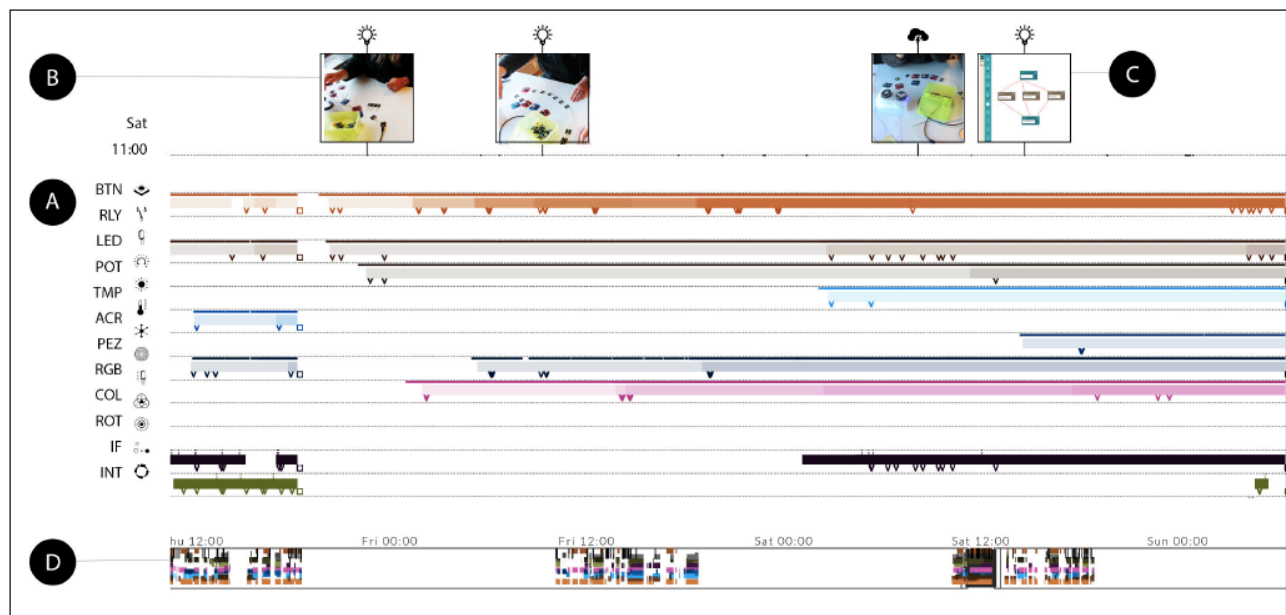 B
C
Sat
11:00
A
BTN
RLY
LED
POT
TMP
ACR
PEZ
RGB
COL
ROT
IF
INT
D
hu 12:00 Fri 00:00 Fri 12:00 Sat 00:00 Sat 12:00 Sun 00:00